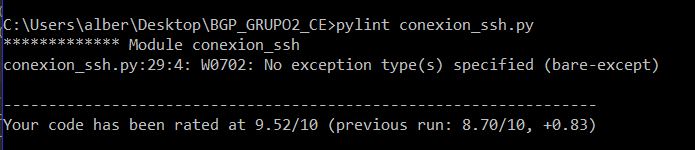 C:\Users\alber\Desktop\BGP_GRUPO2_CE>pylint conexion_ssh.py
************* Module conexion_ssh
conexion_ssh.py:29:4: W0702: No exception type(s) specified (bare-except)
------------------------------------------------------------------
Your code has been rated at 9.52/10 (previous run: 8.70/10, +0.83)